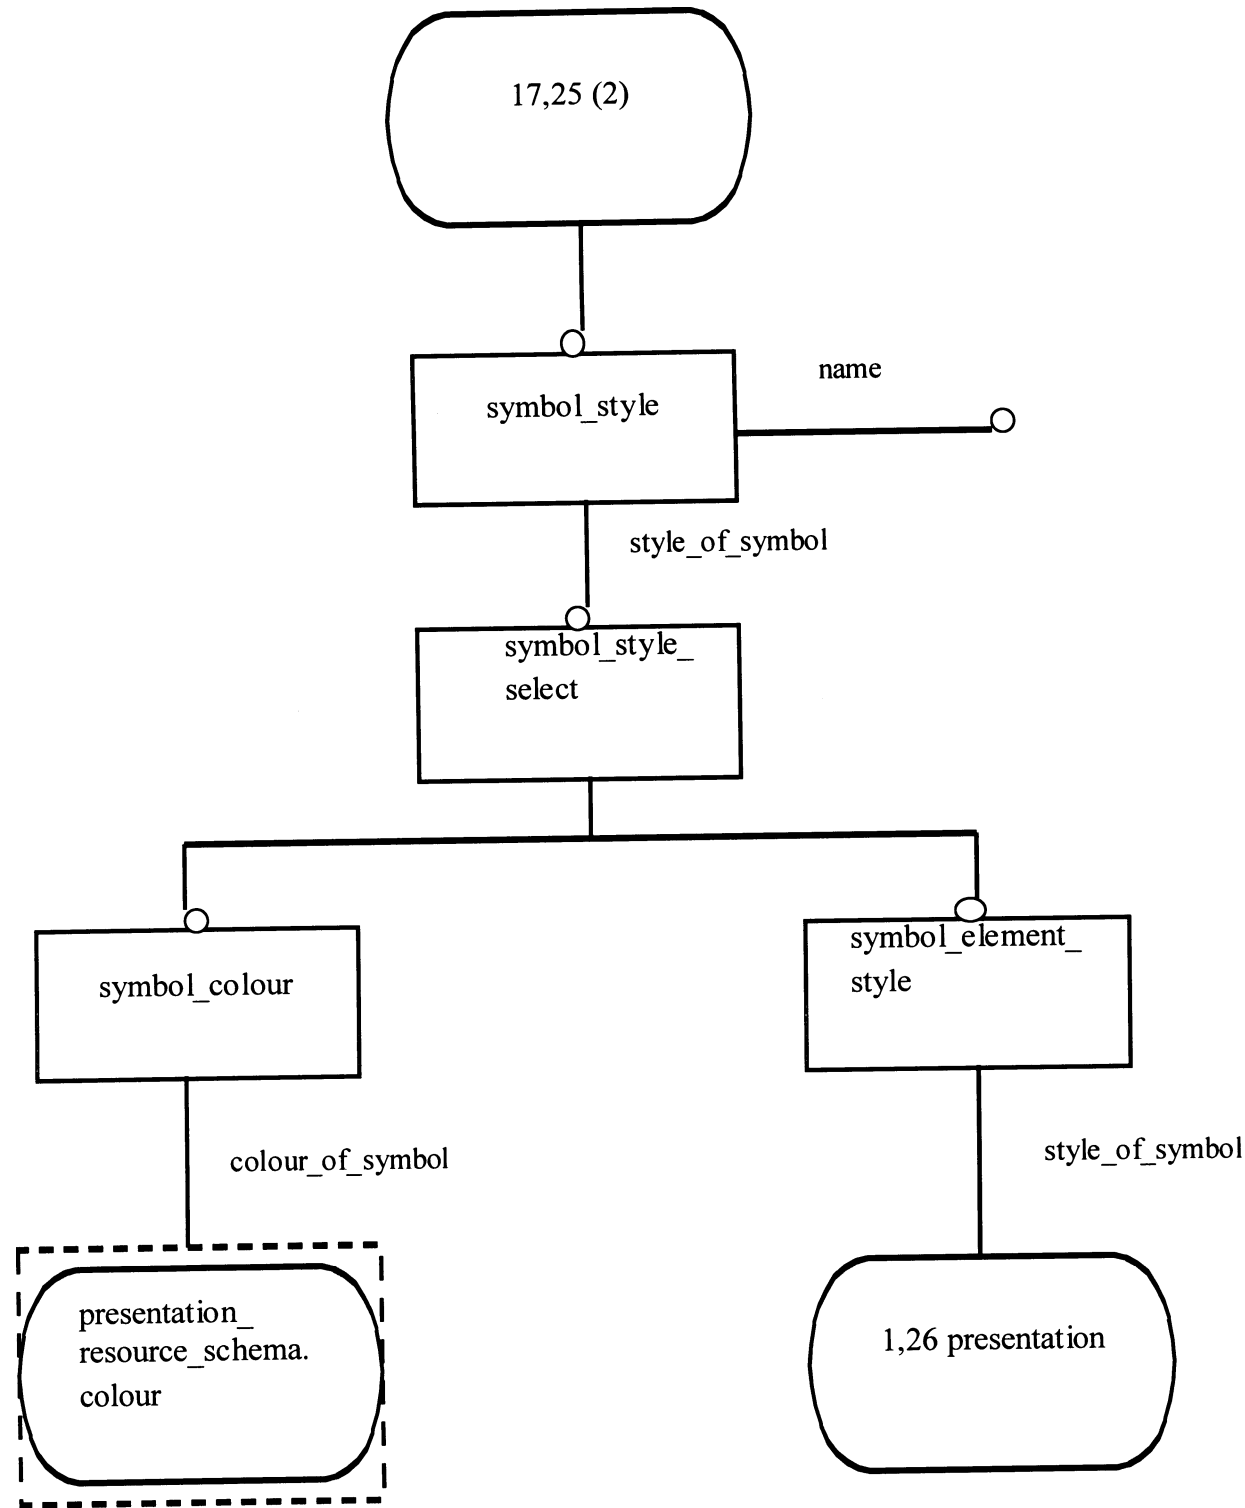 17,25 (2)
name
symbol_style
style_of_symbol
symbol_style_
select
symbol_element_
style
symbol_colour
style_of_symbol
colour_of_symbol
presentation_
resource_schema.
colour
1,26 presentation